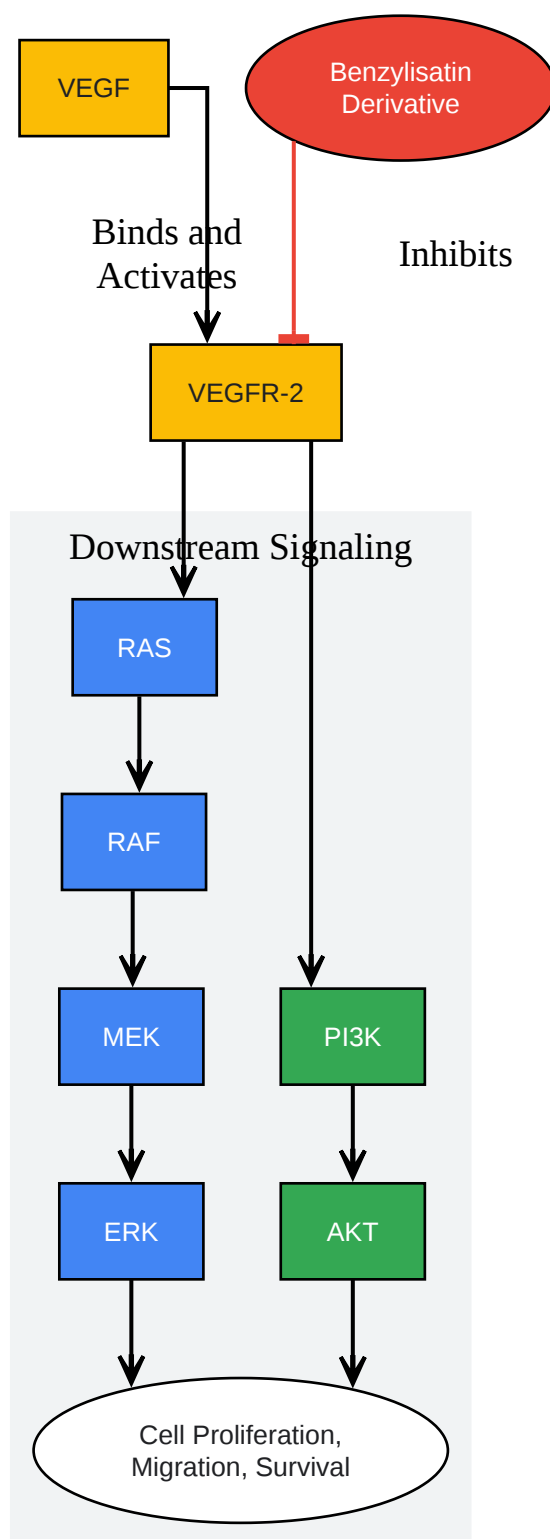 VEGF
Benzylisatin
Derivative
Binds and
Activates
Inhibits
VEGFR-2
Downstream Signaling
RAS
RAF
MEK
PI3K
ERK
AKT
Cell Proliferation,
Migration, Survival